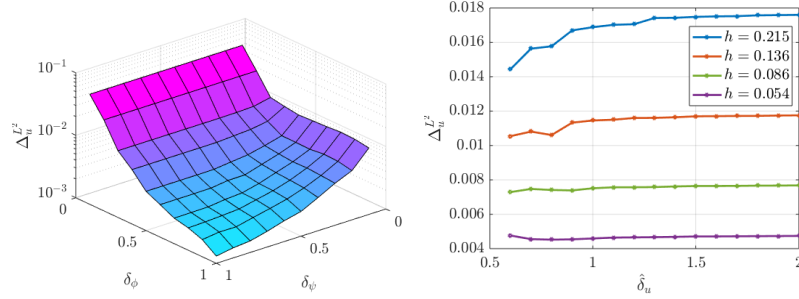 10^{-1}
10^{-2}
10^{-3}
Δ_u^{L^2}
0
0.5
1
δ_ϕ
1
0.5
0
δ_ψ
0.018
0.016
0.014
0.012
0.010
0.008
0.006
0.004
Δ_u^{L^2}
h = 0.215
h = 0.136
h = 0.086
h = 0.054
0.5
1
1.5
2
δ̂_u